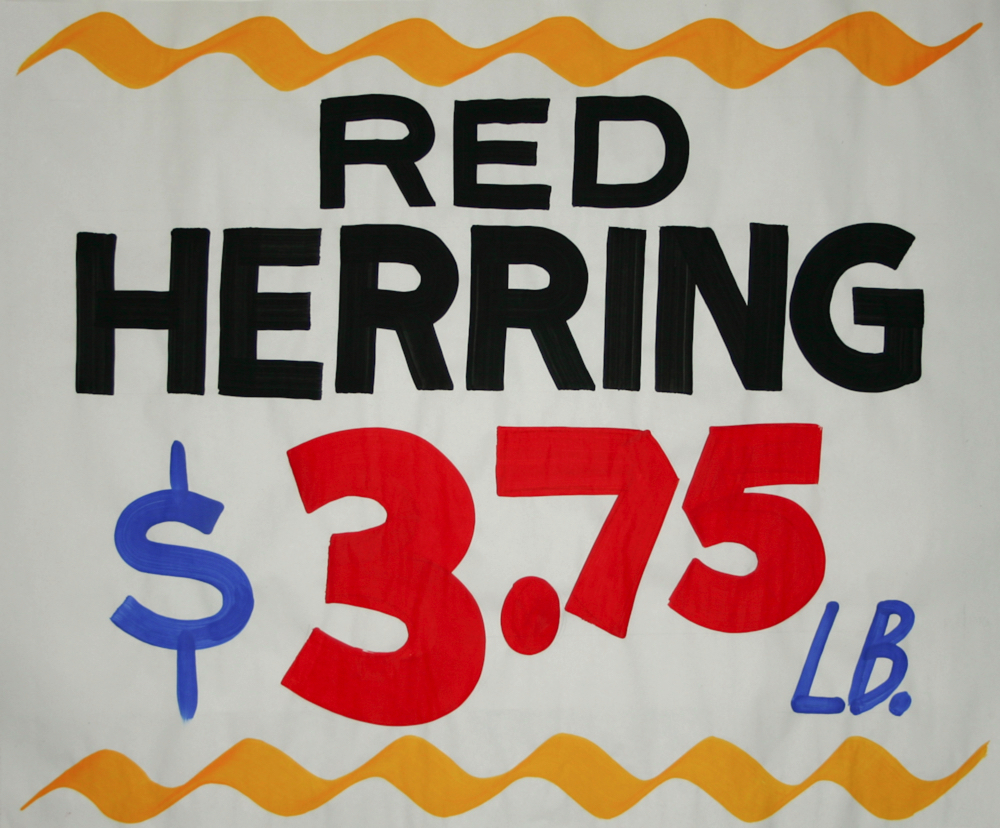 RED
HERRING
$3.75 LB.